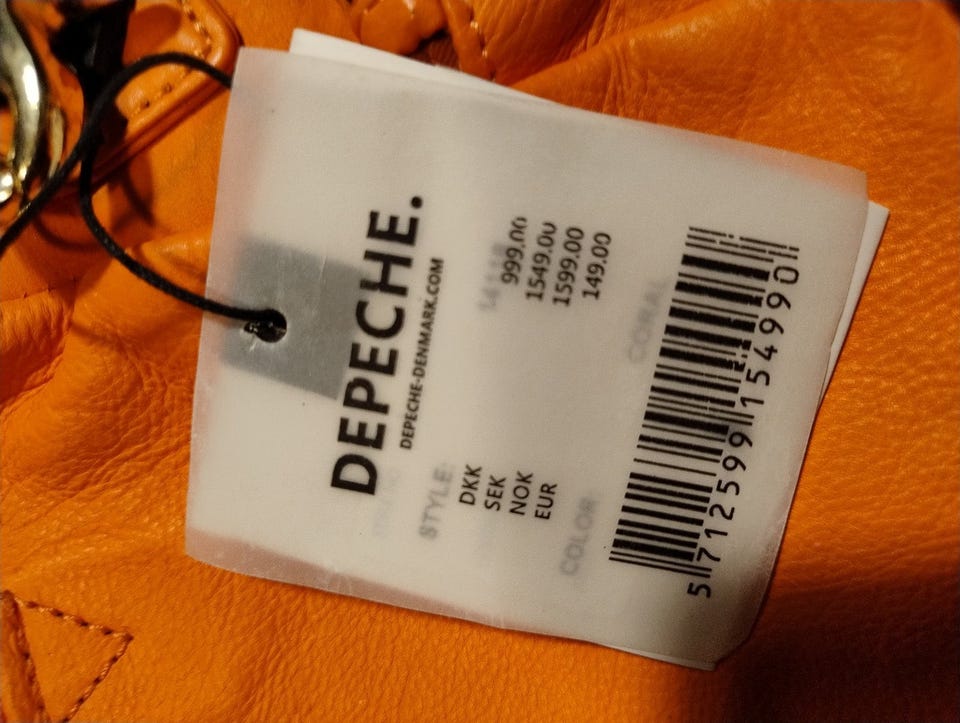 DEPECHE.
DEPECHE-DENMARK.COM
STYLE:
DKK 999.00
SEK 1549.00
NOK 1599.00
EUR 149.00
COLOR: CORAL
5712599154990